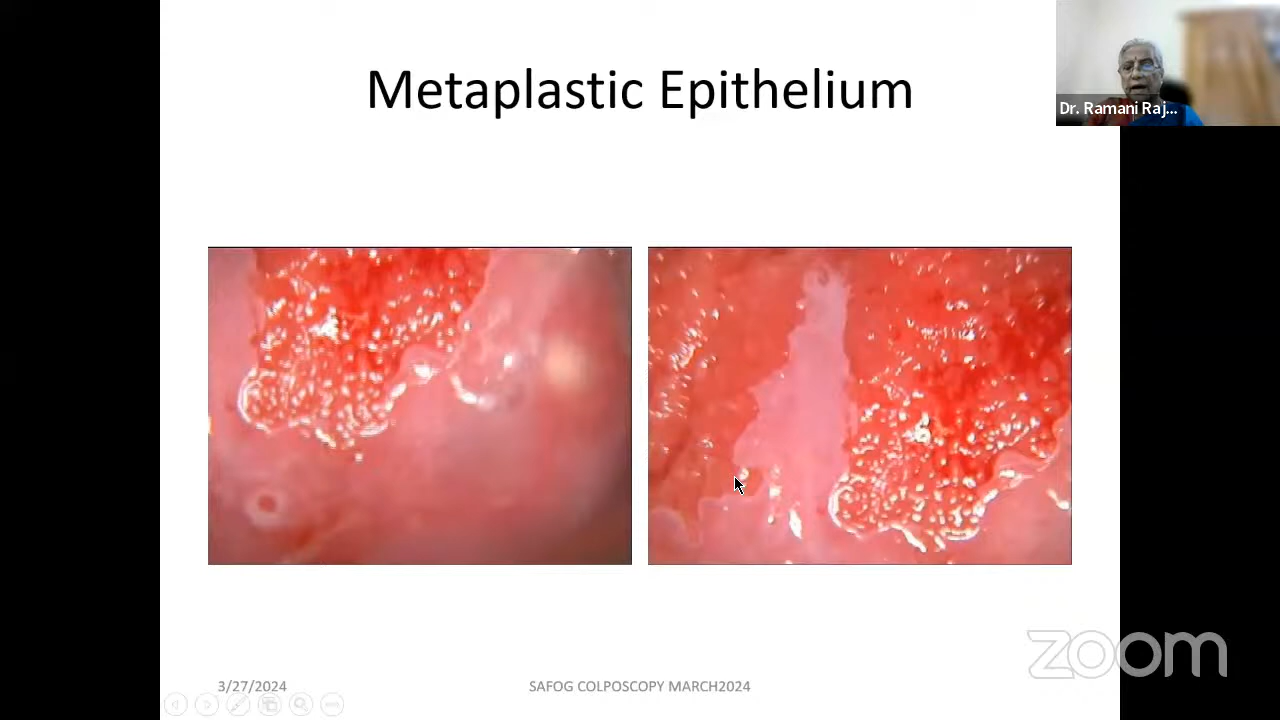 Metaplastic Epithelium
Dr. Ramani Raj...
zoom
3/27/2024
SAFOG COLPOSCOPY MARCH2024